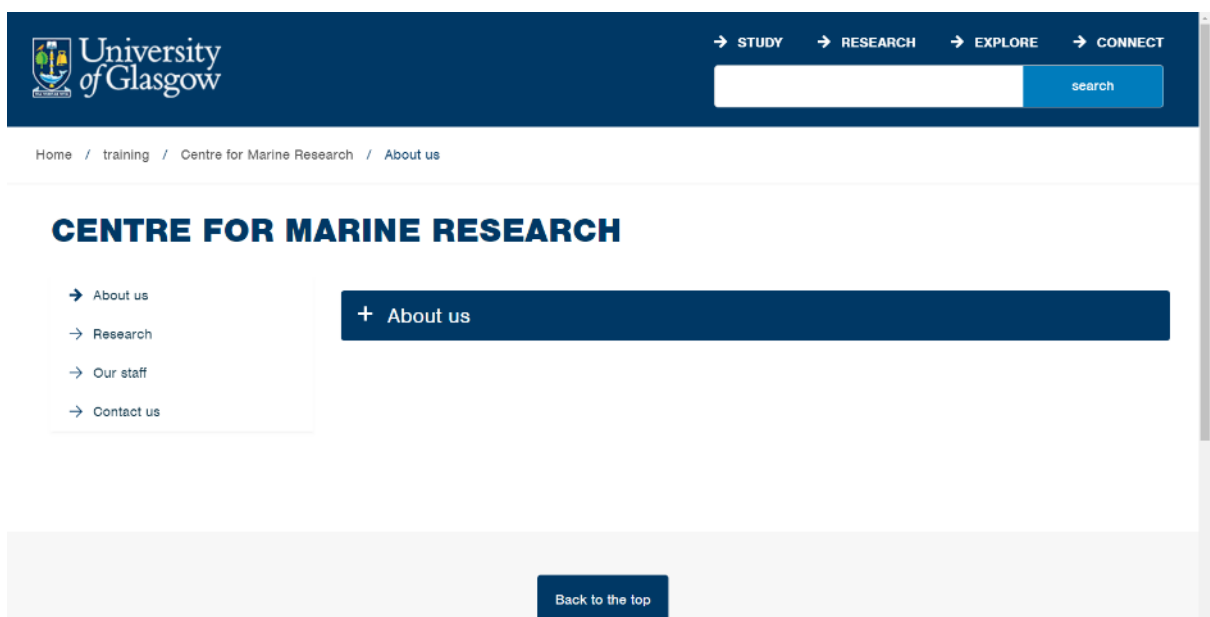 University
of Glasgow
→ STUDY → RESEARCH → EXPLORE → CONNECT
search
Home / training / Centre for Marine Research / About us
CENTRE FOR MARINE RESEARCH
→ About us
→ Research
→ Our staff
→ Contact us
+ About us
Back to the top